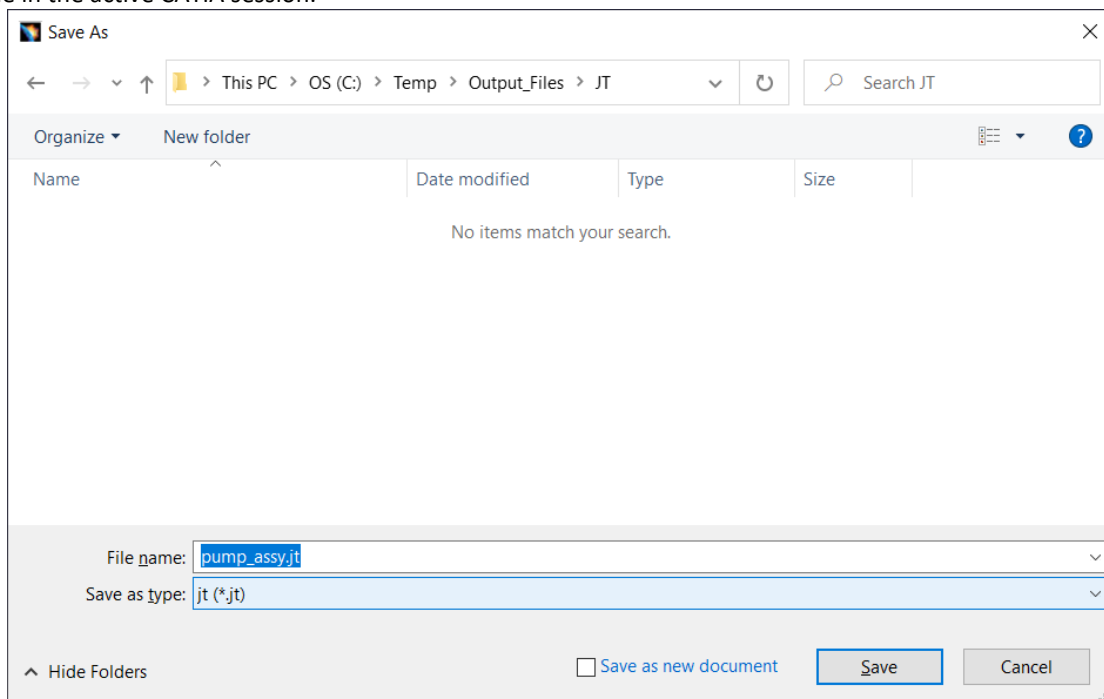 Save As
This PC > OS (C:) > Temp > Output_Files > JT
Search JT
Organize
New folder
?
Name
Date modified
Type
Size
No items match your search.
File name: pump_assy.jt
Save as type: jt (*.jt)
Hide Folders
Save as new document
Save
Cancel